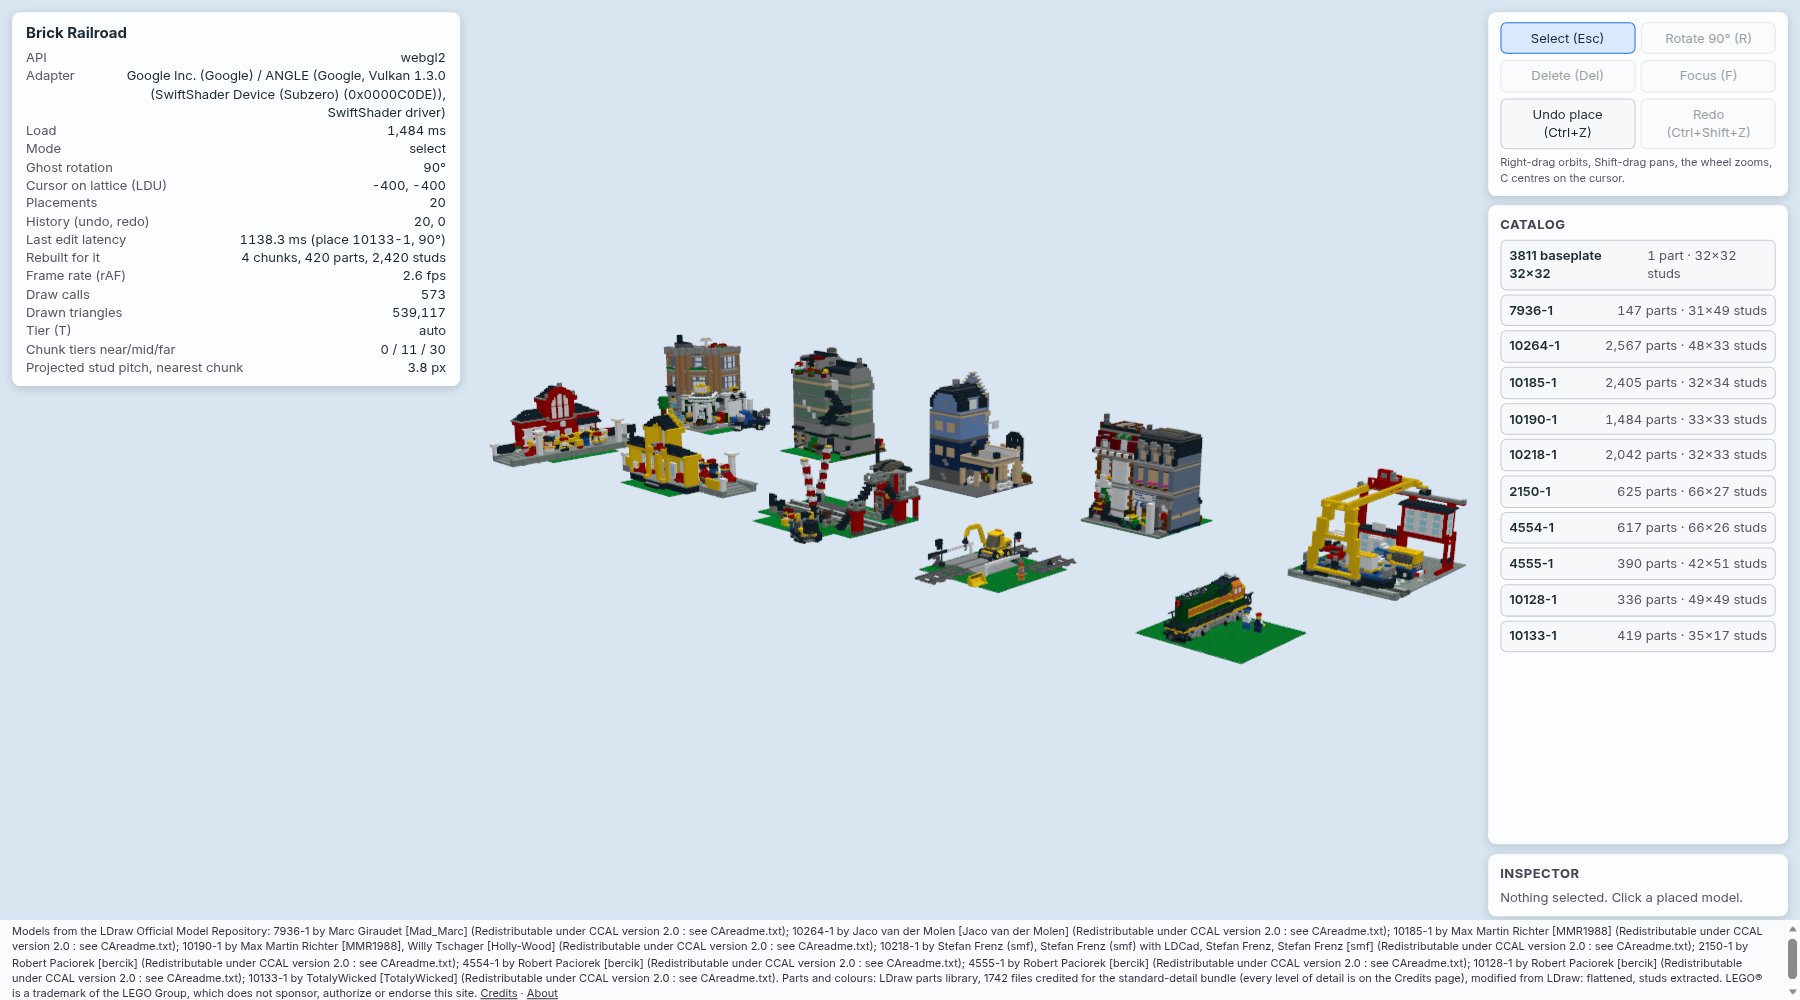 Brick Railroad
API webgl2
Adapter Google Inc. (Google) / ANGLE (Google, Vulkan 1.3.0
(SwiftShader Device (Subzero) (0x0000C0DE)),
SwiftShader driver)
Load 1,484 ms
Mode select
Ghost rotation 90°
Cursor on lattice (LDU) -400, -400
Placements 20
History (undo, redo) 20, 0
Last edit latency 1138.3 ms (place 10133-1, 90°)
Rebuilt for it 4 chunks, 420 parts, 2,420 studs
Frame rate (rAF) 2.6 fps
Draw calls 573
Drawn triangles 539,117
Tier (T) auto
Chunk tiers near/mid/far 0 / 11 / 30
Projected stud pitch, nearest chunk 3.8 px
Select (Esc) Rotate 90° (R)
Delete (Del) Focus (F)
Undo place
(Ctrl+Z)
Redo
(Ctrl+Shift+Z)
Right-drag orbits, Shift-drag pans, the wheel zooms,
C centres on the cursor.
CATALOG
3811 baseplate 1 part · 32×32
32×32 studs
7936-1 147 parts · 31×49 studs
10264-1 2,567 parts · 48×33 studs
10185-1 2,405 parts · 32×34 studs
10190-1 1,484 parts · 33×33 studs
10218-1 2,042 parts · 32×33 studs
2150-1 625 parts · 66×27 studs
4554-1 617 parts · 66×26 studs
4555-1 390 parts · 42×51 studs
10128-1 336 parts · 49×49 studs
10133-1 419 parts · 35×17 studs
INSPECTOR
Nothing selected. Click a placed model.
Models from the LDraw Official Model Repository: 7936-1 by Marc Giraudet [Mad_Marc] (Redistributable under CCAL version 2.0 : see CAreadme.txt); 10264-1 by Jaco van der Molen [Jaco van der Molen] (Redistributable under CCAL version 2.0 : see CAreadme.txt); 10185-1 by Max Martin Richter [MMR1988] (Redistributable under CCAL
version 2.0 : see CAreadme.txt); 10190-1 by Max Martin Richter [MMR1988], Willy Tschager [Holly-Wood] (Redistributable under CCAL version 2.0 : see CAreadme.txt); 10218-1 by Stefan Frenz (smf), Stefan Frenz (smf) with LDCad, Stefan Frenz, Stefan Frenz [smf] (Redistributable under CCAL version 2.0 : see CAreadme.txt); 2150-1 by
Robert Paciorek [bercik] (Redistributable under CCAL version 2.0 : see CAreadme.txt); 4554-1 by Robert Paciorek [bercik] (Redistributable under CCAL version 2.0 : see CAreadme.txt); 4555-1 by Robert Paciorek [bercik] (Redistributable under CCAL version 2.0 : see CAreadme.txt); 10128-1 by Robert Paciorek [bercik] (Redistributable
under CCAL version 2.0 : see CAreadme.txt); 10133-1 by TotalyWicked [TotalyWicked] (Redistributable under CCAL version 2.0 : see CAreadme.txt). Parts and colours: LDraw parts library, 1742 files credited for the standard-detail bundle (every level of detail is on the Credits page), modified from LDraw: flattened, studs extracted. LEGO®
is a trademark of the LEGO Group, which does not sponsor, authorize or endorse this site. Credits · About